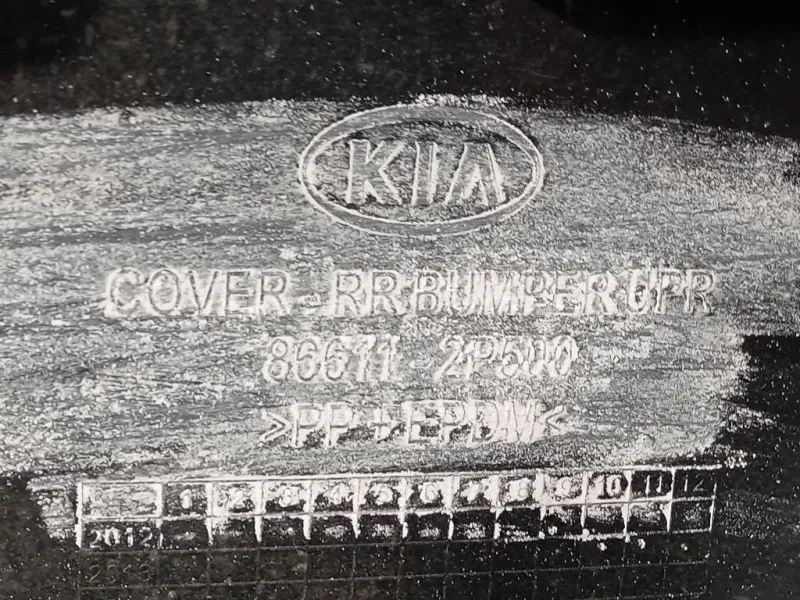 KIA
COVER - RR BUMPER UPR
86611 - 2P500
>PP+EPDM<
1 2 3 4 5 6 7 8 9 10 11 12
2012
2013